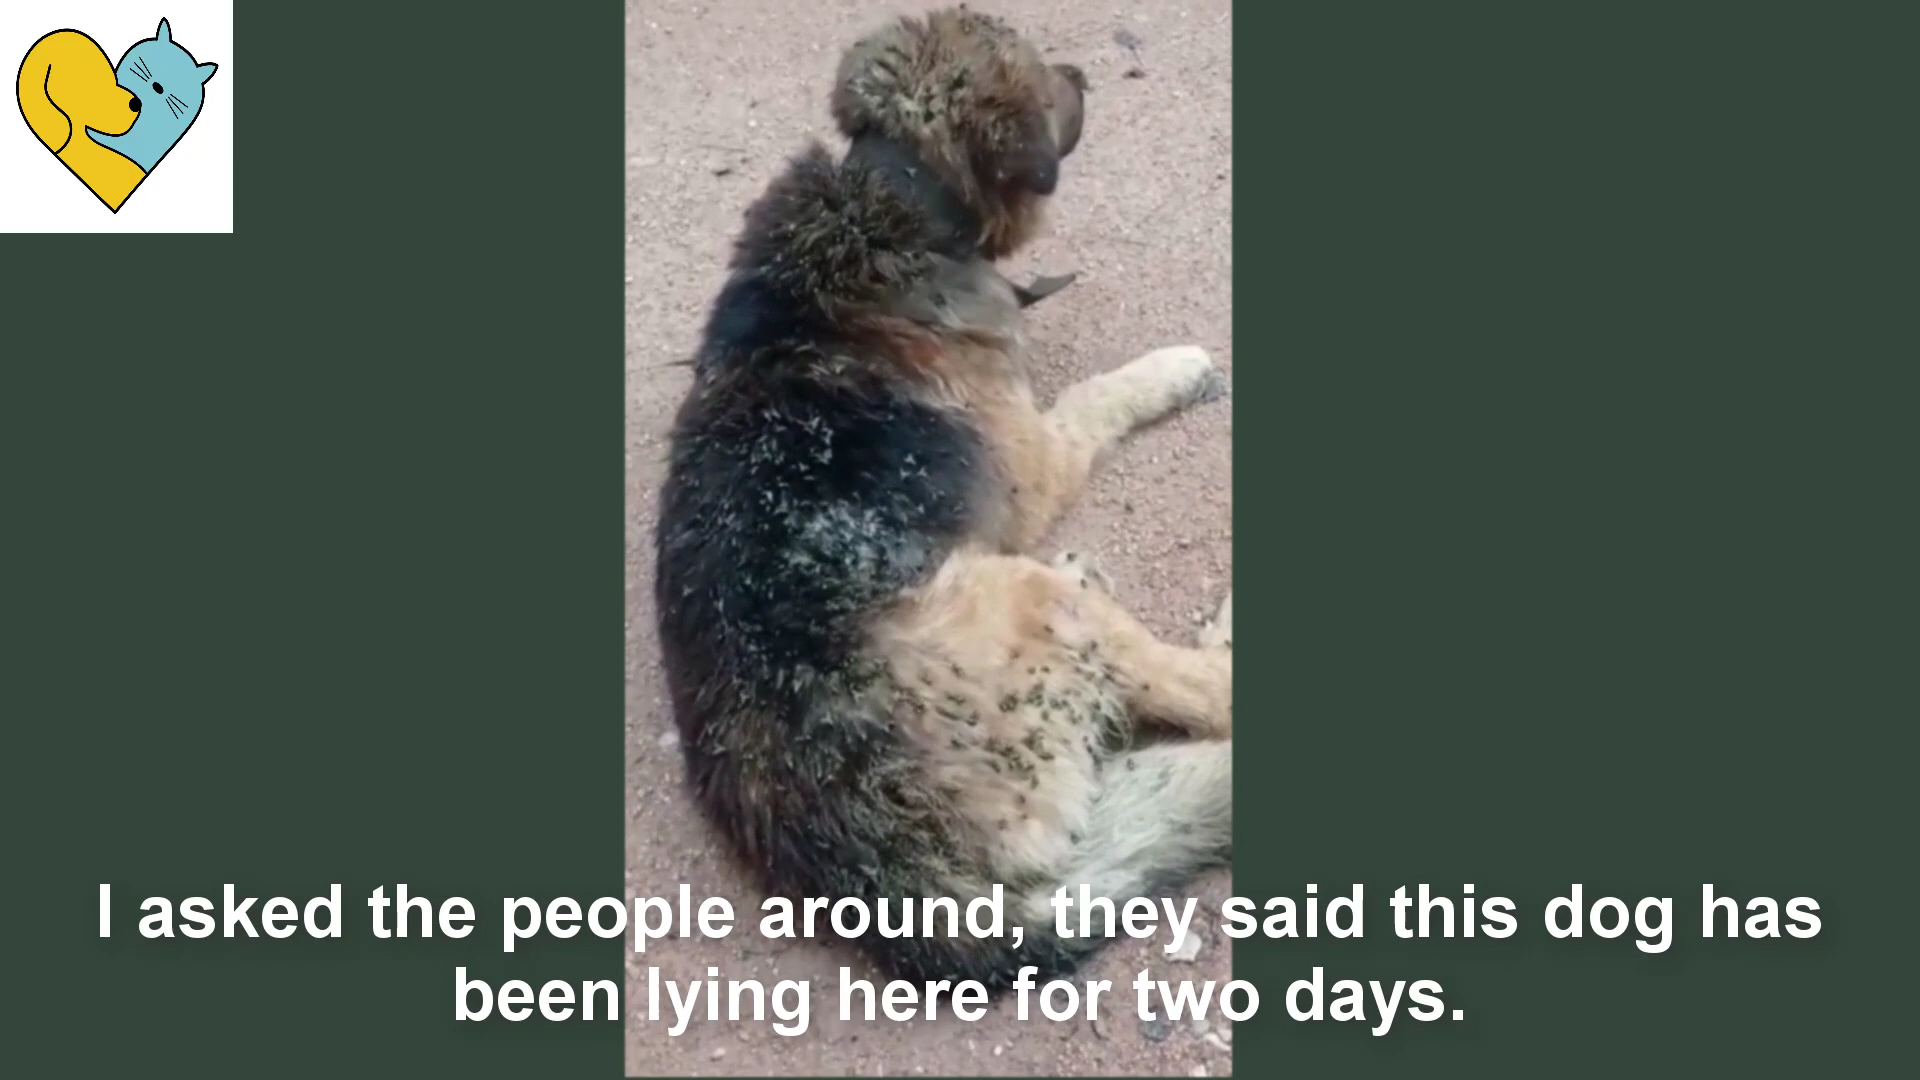 I asked the people around, they said this dog has
been lying here for two days.